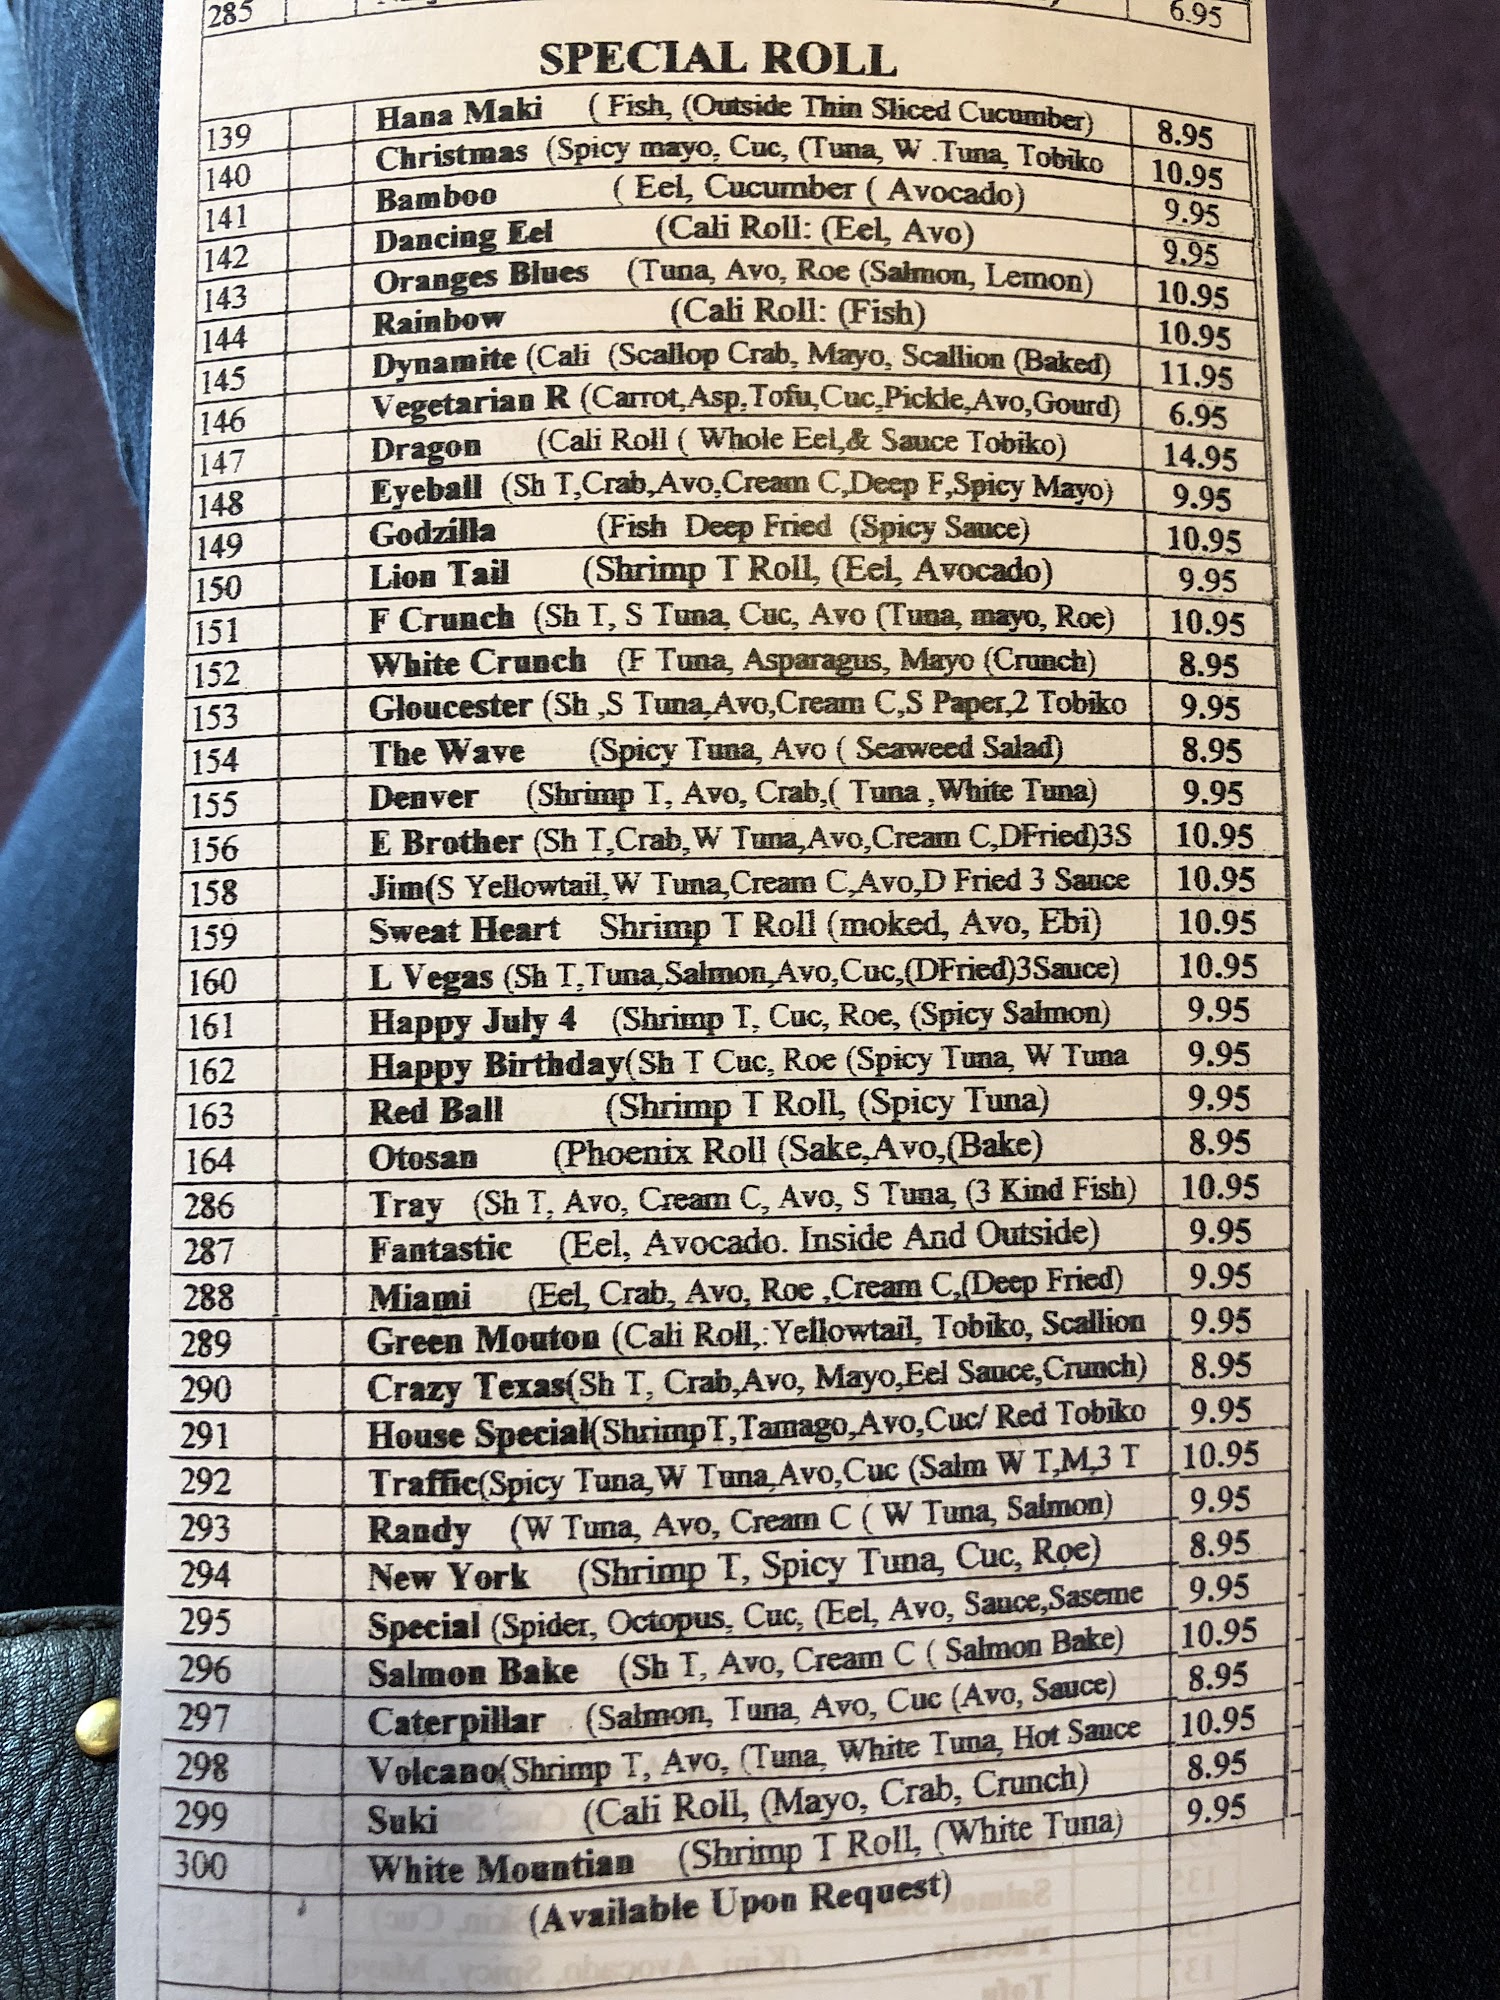 285 6.95
SPECIAL ROLL
139 Hana Maki ( Fish, (Outside Thin Sliced Cucumber) 8.95
140 Christmas (Spicy mayo, Cuc, (Tuna, W .Tuna, Tobiko 10.95
141 Bamboo ( Eel, Cucumber ( Avocado) 9.95
142 Dancing Eel (Cali Roll: (Eel, Avo) 9.95
143 Oranges Blues (Tuna, Avo, Roe (Salmon, Lemon) 10.95
144 Rainbow (Cali Roll: (Fish) 10.95
145 Dynamite (Cali (Scallop Crab, Mayo, Scallion (Baked) 11.95
146 Vegetarian R (Carrot,Asp,Tofu,Cuc,Pickle,Avo,Gourd) 6.95
147 Dragon (Cali Roll ( Whole Eel,& Sauce Tobiko) 14.95
148 Eyeball (Sh T,Crab,Avo,Cream C,Deep F,Spicy Mayo) 9.95
149 Godzilla (Fish Deep Fried (Spicy Sauce) 10.95
150 Lion Tail (Shrimp T Roll, (Eel, Avocado) 9.95
151 F Crunch (Sh T, S Tuna, Cuc, Avo (Tuna, mayo, Roe) 10.95
152 White Crunch (F Tuna, Asparagus, Mayo (Crunch) 8.95
153 Gloucester (Sh ,S Tuna,Avo,Cream C,S Paper,2 Tobiko 9.95
154 The Wave (Spicy Tuna, Avo ( Seaweed Salad) 8.95
155 Denver (Shrimp T, Avo, Crab,( Tuna ,White Tuna) 9.95
156 E Brother (Sh T,Crab,W Tuna,Avo,Cream C,DFried)3S 10.95
158 Jim(S Yellowtail,W Tuna,Cream C,Avo,D Fried 3 Sauce 10.95
159 Sweat Heart Shrimp T Roll (moked, Avo, Ebi) 10.95
160 L Vegas (Sh T,Tuna,Salmon,Avo,Cuc,(DFried)3Sauce) 10.95
161 Happy July 4 (Shrimp T, Cuc, Roe, (Spicy Salmon) 9.95
162 Happy Birthday(Sh T Cuc, Roe (Spicy Tuna, W Tuna 9.95
163 Red Ball (Shrimp T Roll, (Spicy Tuna) 9.95
164 Otosan (Phoenix Roll (Sake,Avo,(Bake) 8.95
286 Tray (Sh T, Avo, Cream C, Avo, S Tuna, (3 Kind Fish) 10.95
287 Fantastic (Eel, Avocado. Inside And Outside) 9.95
288 Miami (Eel, Crab, Avo, Roe ,Cream C,(Deep Fried) 9.95
289 Green Mouton (Cali Roll,:Yellowtail, Tobiko, Scallion 9.95
290 Crazy Texas(Sh T, Crab,Avo, Mayo,Eel Sauce,Crunch) 8.95
291 House Special(ShrimpT,Tamago,Avo,Cuc/ Red Tobiko 9.95
292 Traffic(Spicy Tuna,W Tuna,Avo,Cuc (Salm W T,M,3 T 10.95
293 Randy (W Tuna, Avo, Cream C ( W Tuna, Salmon) 9.95
294 New York (Shrimp T, Spicy Tuna, Cuc, Roe) 8.95
295 Special (Spider, Octopus, Cuc, (Eel, Avo, Sauce,Saseme 9.95
296 Salmon Bake (Sh T, Avo, Cream C ( Salmon Bake) 10.95
297 Caterpillar (Salmon, Tuna, Avo, Cuc (Avo, Sauce) 8.95
298 Volcano(Shrimp T, Avo, (Tuna, White Tuna, Hot Sauce 10.95
299 Suki (Cali Roll, (Mayo, Crab, Crunch) 8.95
300 White Mountian (Shrimp T Roll, (White Tuna) 9.95
(Available Upon Request)